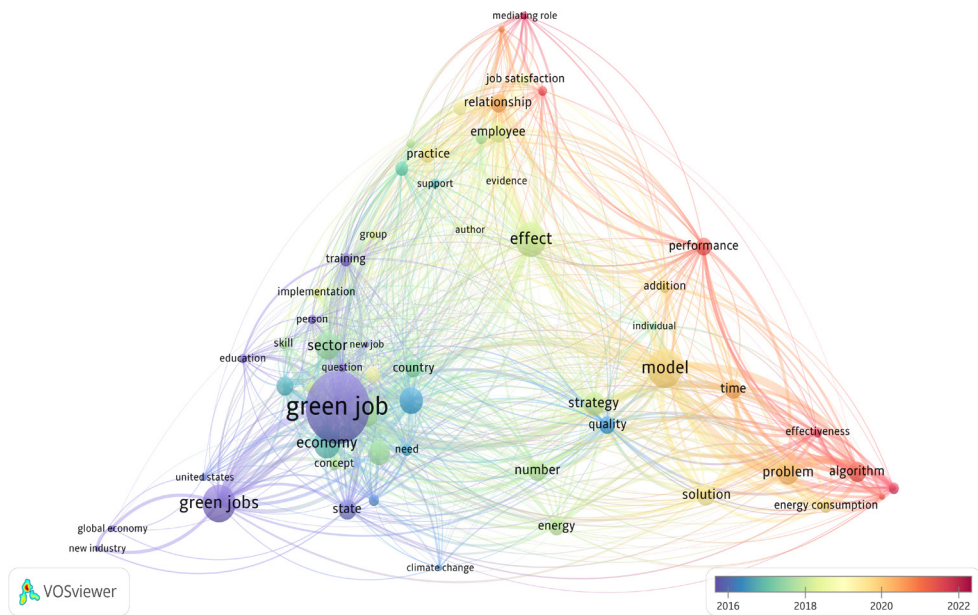 mediating role
job satisfaction
relationship
employee
practice
support
evidence
author
group
effect
performance
training
addition
implementation
person
individual
skill
sector
new job
education
question
country
model
time
green job
strategy
quality
effectiveness
economy
need
concept
number
problem
algorithm
united states
green jobs
state
solution
energy consumption
global economy
energy
new industry
climate change
VOSviewer
2016 2018 2020 2022